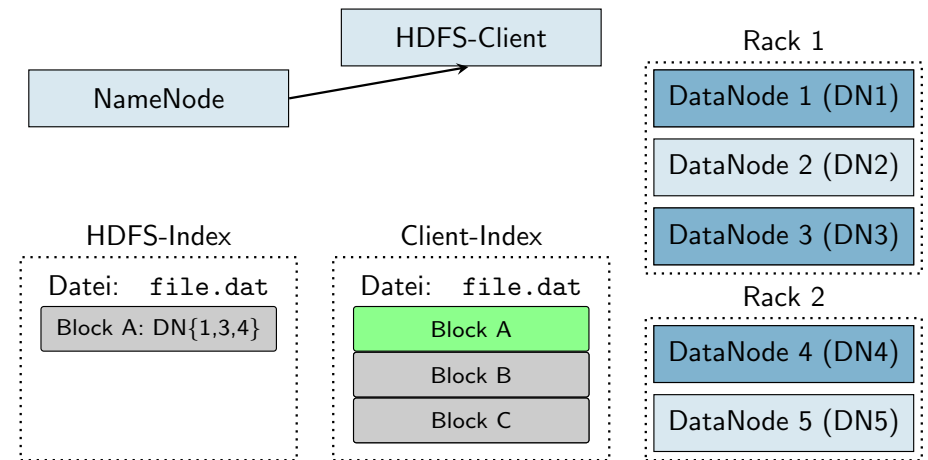 HDFS-Client
NameNode
Rack 1
DataNode 1 (DN1)
DataNode 2 (DN2)
DataNode 3 (DN3)
HDFS-Index
Datei: file.dat
Block A: DN{1,3,4}
Client-Index
Datei: file.dat
Block A
Block B
Block C
Rack 2
DataNode 4 (DN4)
DataNode 5 (DN5)